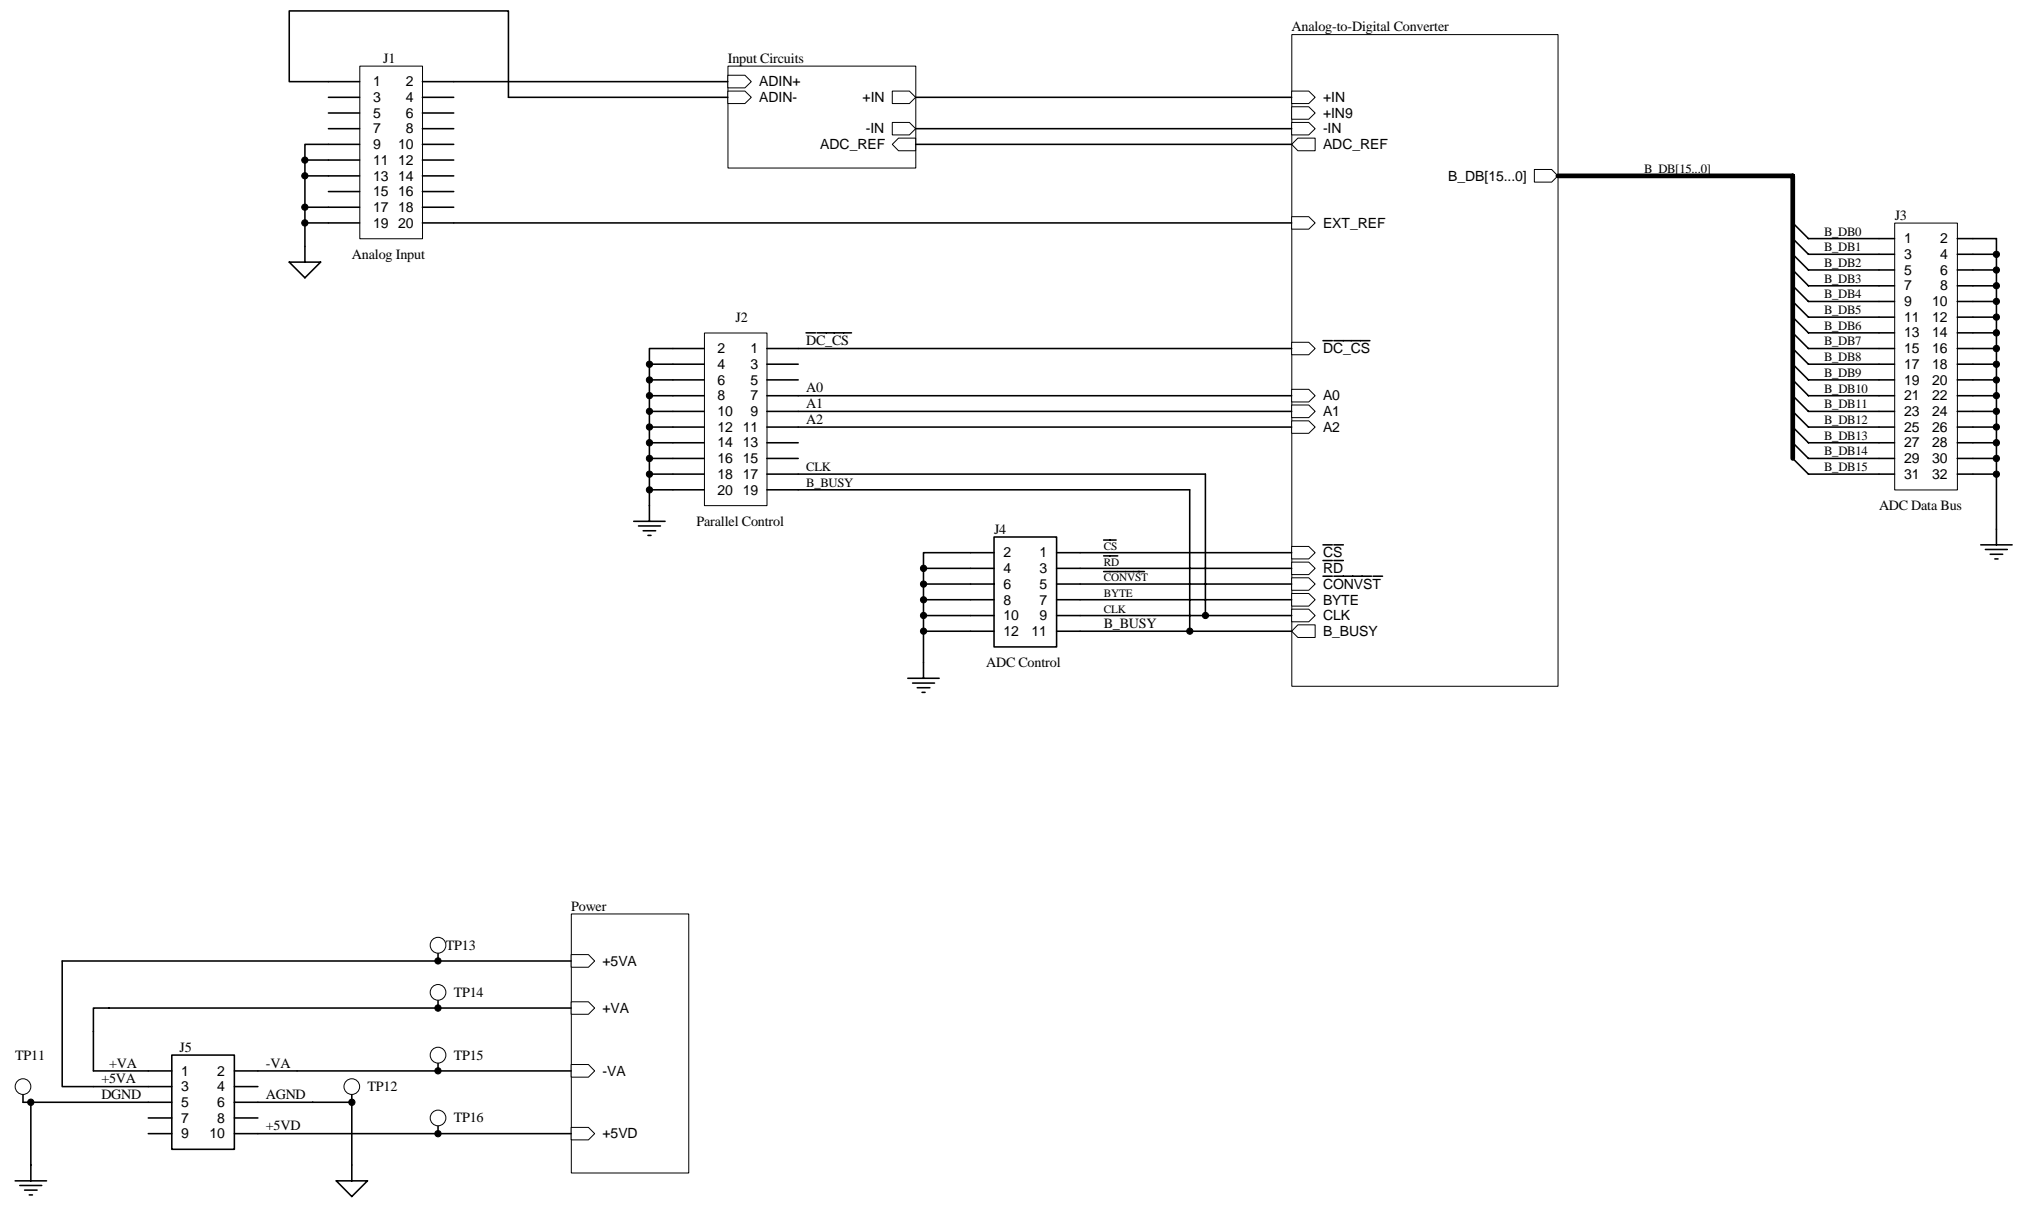 Analog-to-Digital Converter
J1
Input Circuits
1 2
3 4
5 6
7 8
9 10
11 12
13 14
15 16
17 18
19 20
Analog Input
ADIN+
ADIN-
+IN
-IN
ADC_REF
+IN
+IN9
-IN
ADC_REF
EXT_REF
B_DB[15...0]
B_DB[15...0]
J3
B_DB0 1 2
B_DB1 3 4
B_DB2 5 6
B_DB3 7 8
B_DB4 9 10
B_DB5 11 12
B_DB6 13 14
B_DB7 15 16
B_DB8 17 18
B_DB9 19 20
B_DB10 21 22
B_DB11 23 24
B_DB12 25 26
B_DB13 27 28
B_DB14 29 30
B_DB15 31 32
ADC Data Bus
J2
2 1 DC_CS
4 3
6 5
8 7 A0
10 9 A1
12 11 A2
14 13
16 15
18 17 CLK
20 19 B_BUSY
Parallel Control
DC_CS
A0
A1
A2
J4
2 1 CS
4 3 RD
6 5 CONVST
8 7 BYTE
10 9 CLK
12 11 B_BUSY
ADC Control
CS
RD
CONVST
BYTE
CLK
B_BUSY
Power
TP13
+5VA
TP14
+VA
TP15
-VA
TP16
+5VD
TP11
J5
+VA 1 2 -VA
+5VA 3 4
DGND 5 6 AGND
7 8
9 10 +5VD
TP12